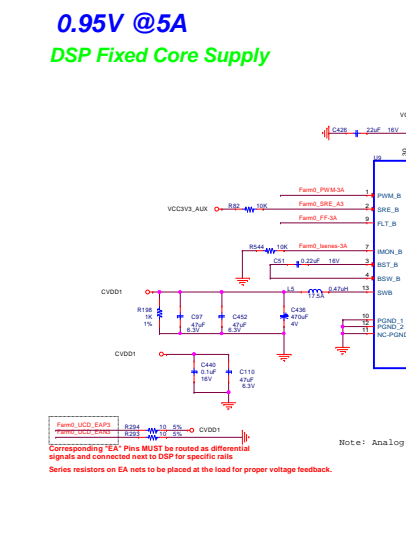 0.95V @5A
DSP Fixed Core Supply
C426 22uF 16V
U9
Farm0_PWM-3A 1 PWM_B
VCC3V3_AUX R82 10K Farm0_SRE_A3 2 SRE_B
Farm0_FF-3A 9 FLT_B
R544 10K Farm0_Isenes-3A 7 IMON_B
C51 0.22uF 16V 3 BST_B
4 BSW_B
CVDD1 L5 0.47uH 13 SWB
17.5A
R198 1K 1%
C97 47uF 6.3V
C452 47uF 6.3V
C436 470uF 4V
10 PGND_1
12 PGND_2
11 NC-PGND
CVDD1
C440 0.1uF 16V
C110 47uF 6.3V
Farm0_UCD_EAP3 R294 10 5% CVDD1
Farm0_UCD_EAN3 R293 10 5%
Corresponding "EA" Pins MUST be routed as differential
signals and connected next to DSP for specific rails
Note: Analog
Series resistors on EA nets to be placed at the load for proper voltage feedback.